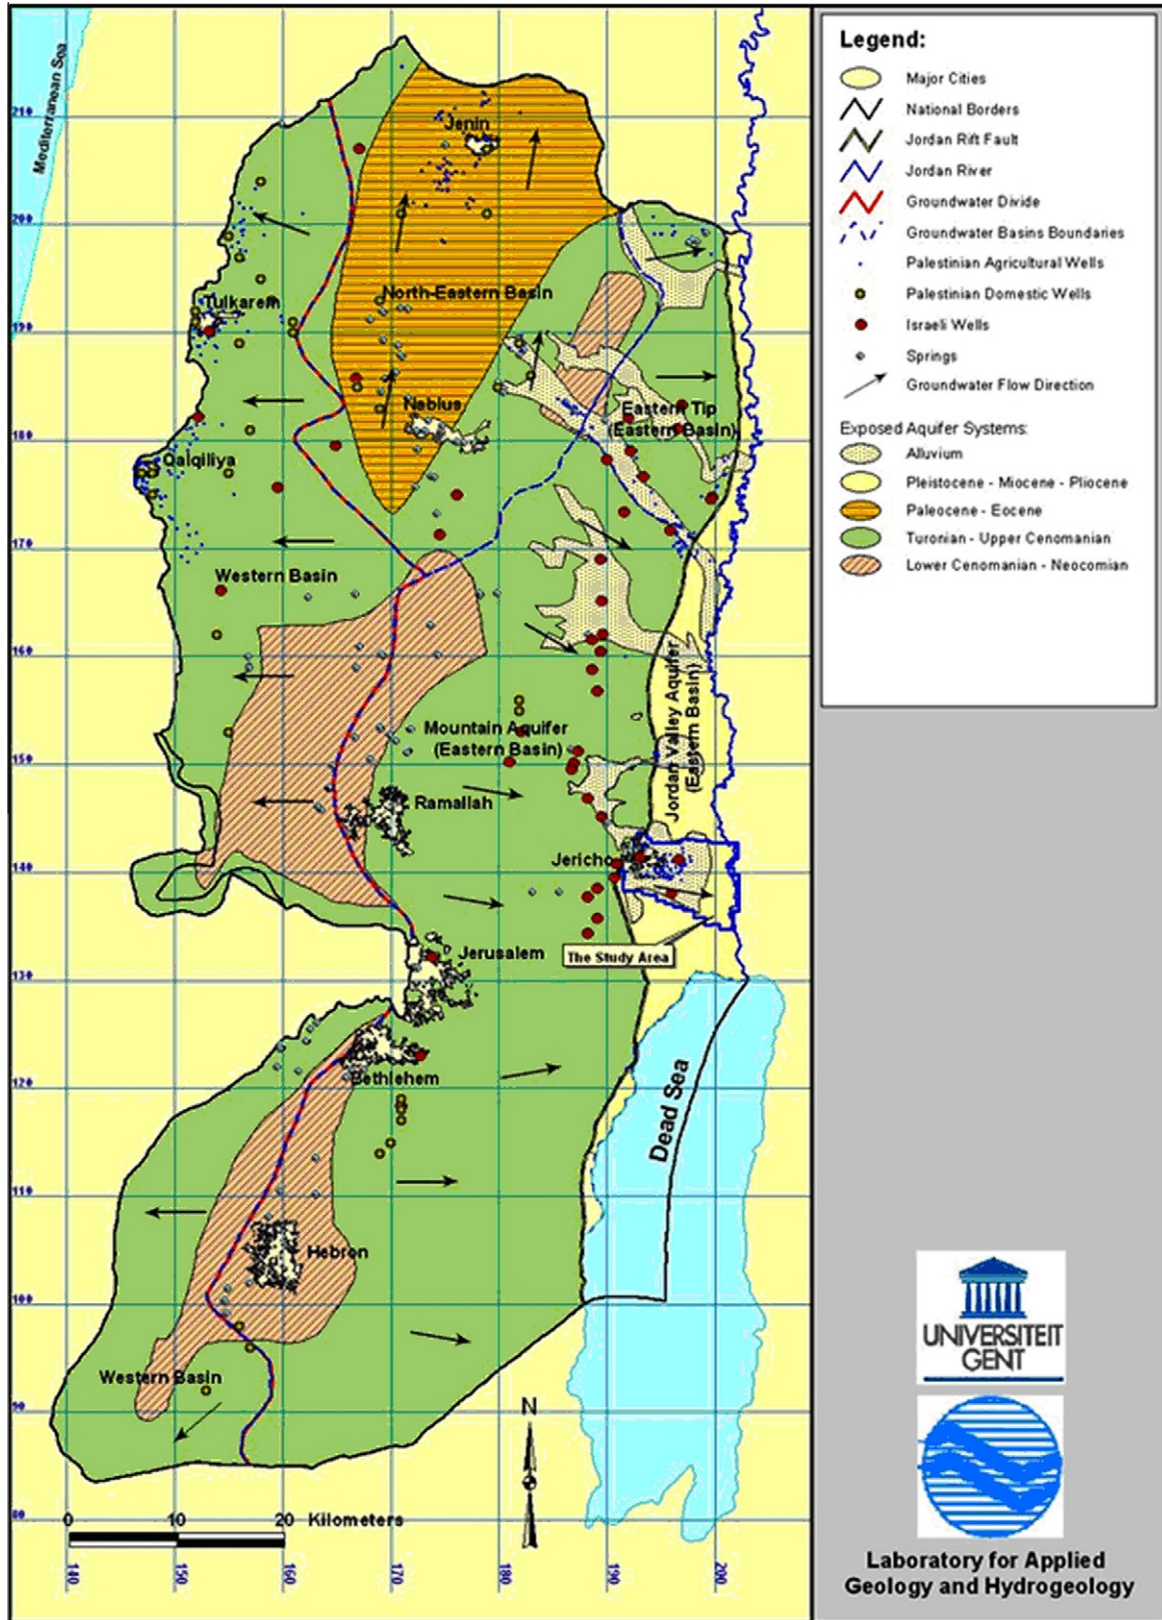 Mediterranean Sea
210
200
190
180
170
160
150
140
130
120
110
100
90
80
Jenin
North-Eastern Basin
Tulkarem
Nablus
Eastern Tip
(Eastern Basin)
Qalqiliya
Western Basin
Mountain Aquifer
(Eastern Basin)
Jordan Valley Aquifer
(Eastern Basin)
Ramallah
Jericho
Jerusalem
The Study Area
Bethlehem
Dead Sea
Hebron
Western Basin
N
0 10 20 Kilometers
140 150 160 170 180 190 200
Legend:
Major Cities
National Borders
Jordan Rift Fault
Jordan River
Groundwater Divide
Groundwater Basins Boundaries
Palestinian Agricultural Wells
Palestinian Domestic Wells
Israeli Wells
Springs
Groundwater Flow Direction
Exposed Aquifer Systems:
Alluvium
Pleistocene - Miocene - Pliocene
Paleocene - Eocene
Turonian - Upper Cenomanian
Lower Cenomanian - Neocomian
UNIVERSITEIT
GENT
Laboratory for Applied
Geology and Hydrogeology